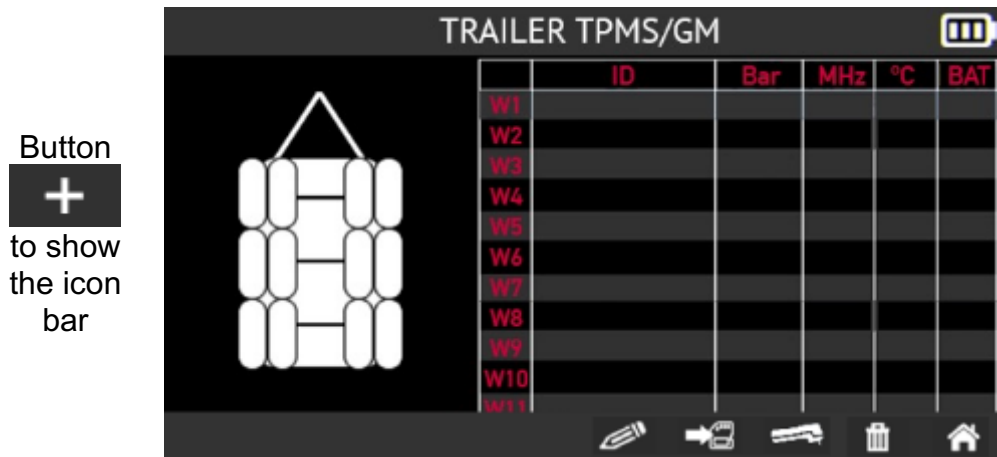 TRAILER TPMS/GM
Button
+
to show
the icon
bar
ID Bar MHz °C BAT
W1
W2
W3
W4
W5
W6
W7
W8
W9
W10
W11